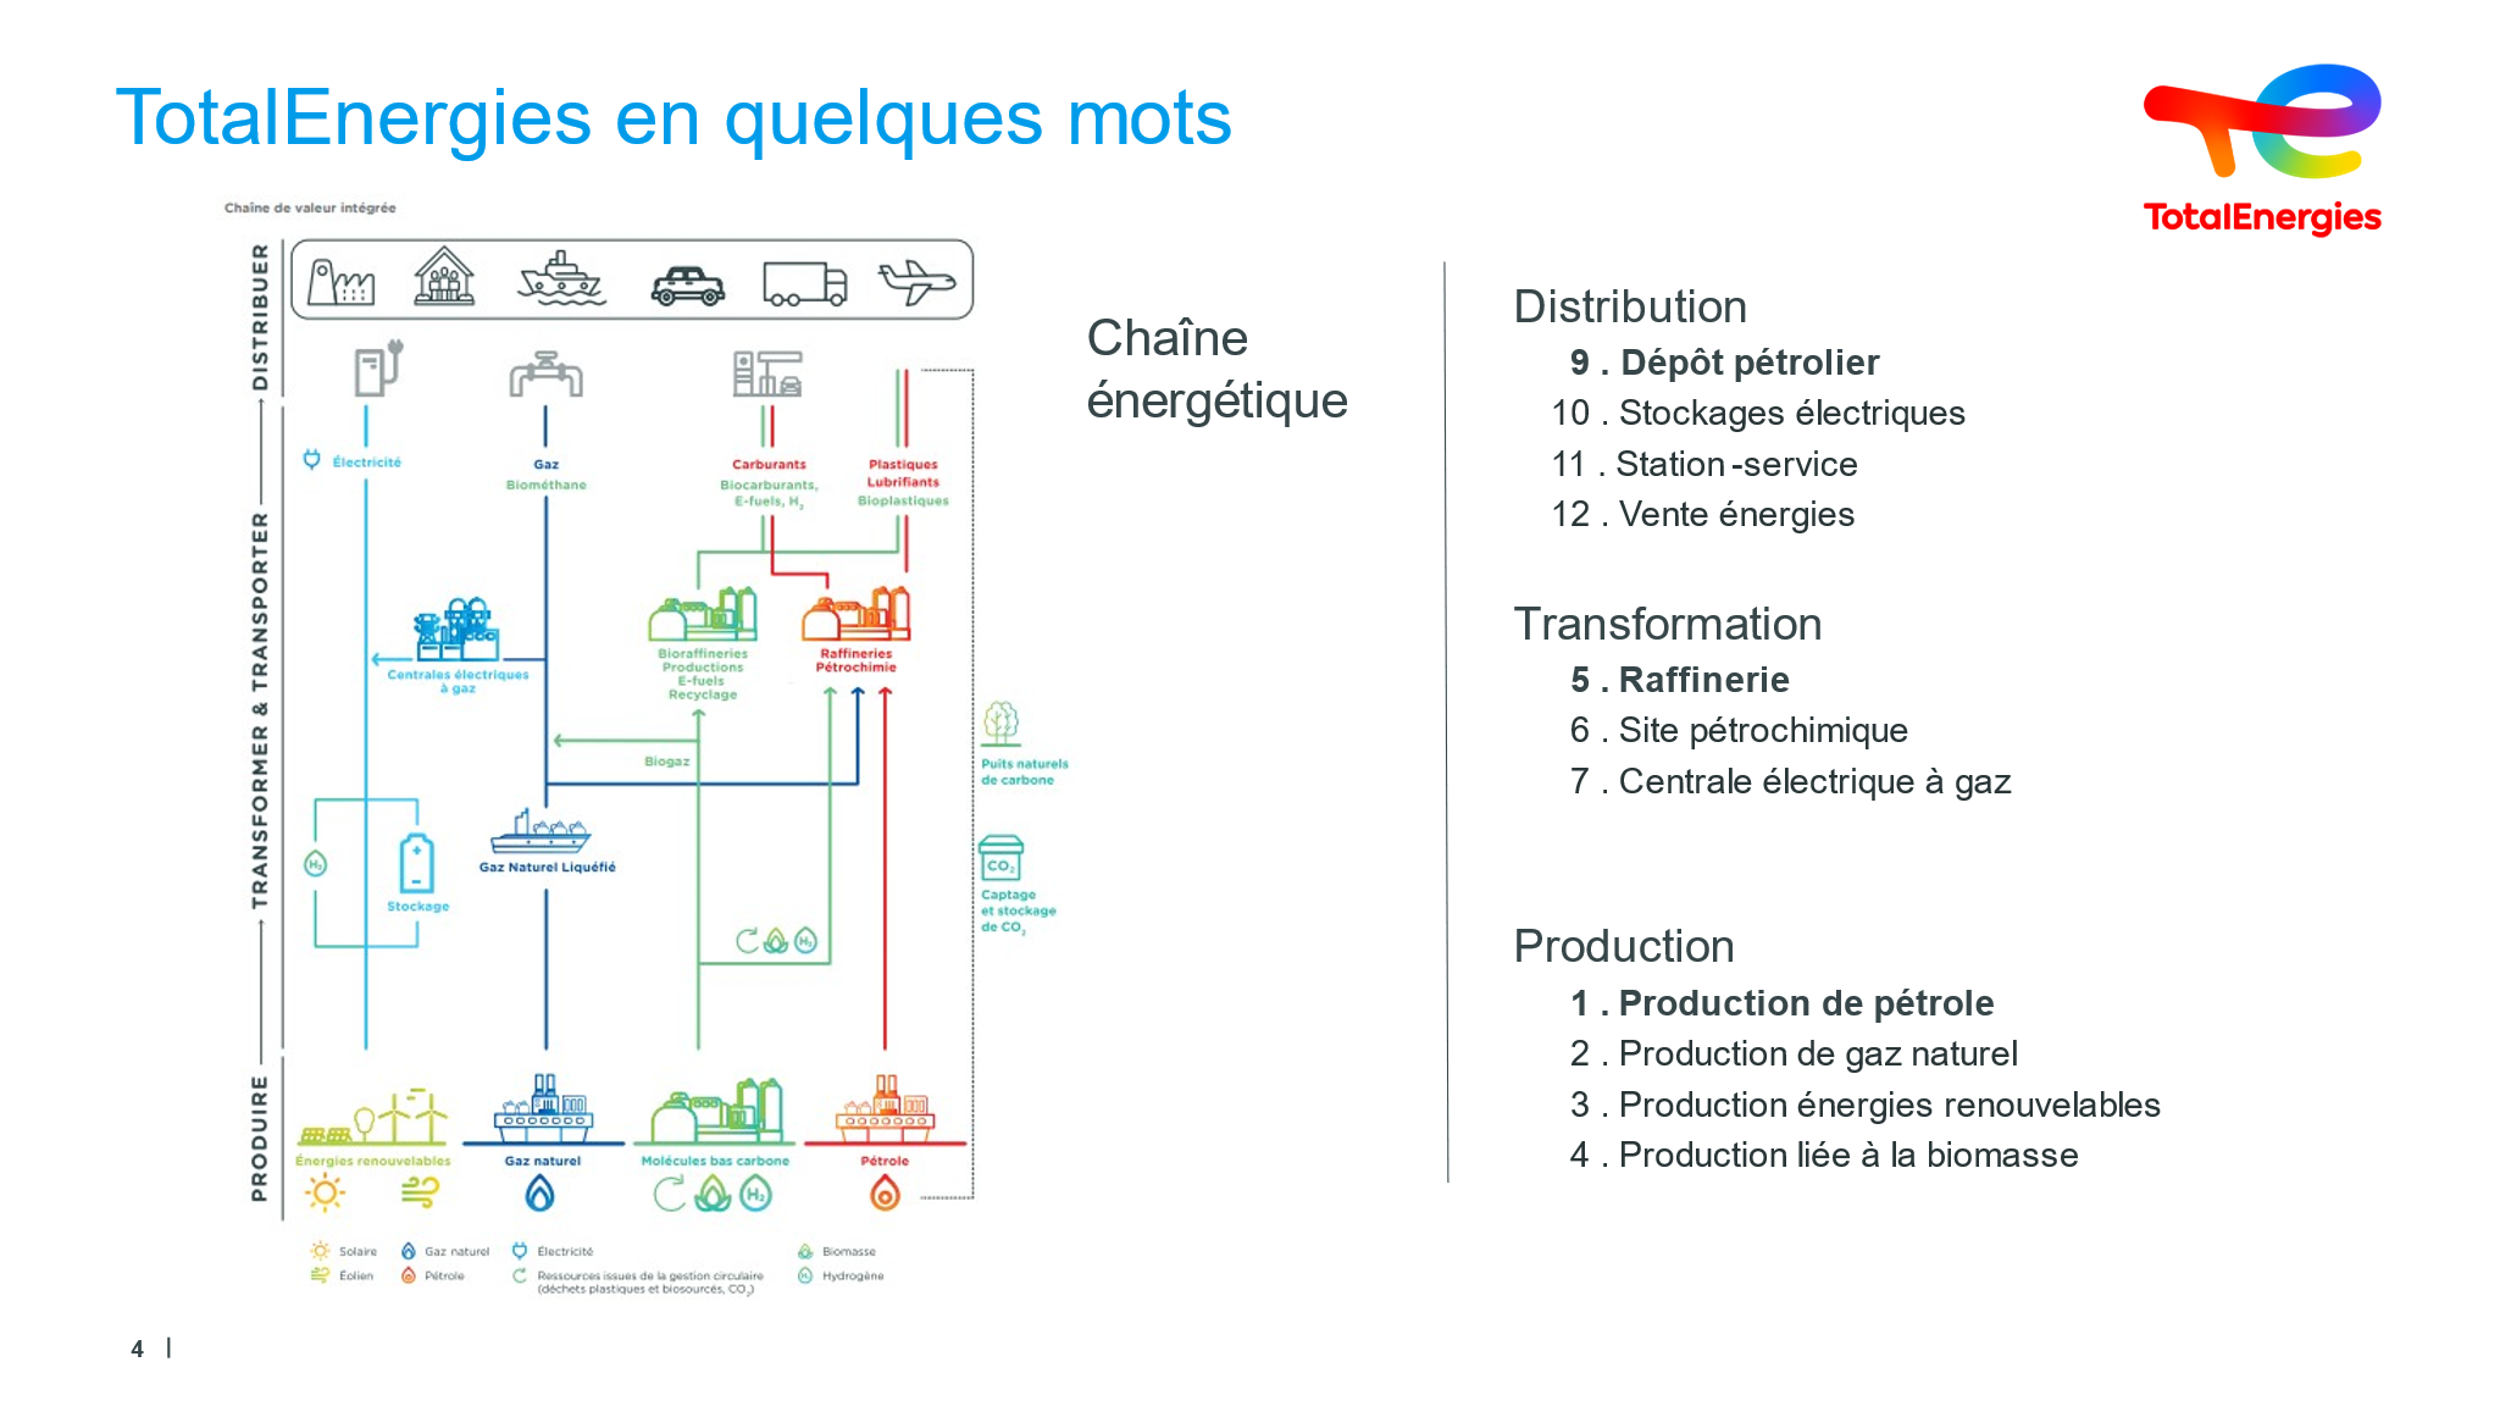 TotalEnergies en quelques mots
TotalEnergies
Chaîne de valeur intégrée
DISTRIBUER
TRANSFORMER & TRANSPORTER
PRODUIRE
Électricité
Gaz
Biométhane
Carburants
Biocarburants,
E-fuels, H₂
Plastiques
Lubrifiants
Bioplastiques
Centrales électriques
à gaz
Bioraffineries
Productions
E-fuels
Recyclage
Raffineries
Pétrochimie
Biogaz
Puits naturels
de carbone
H₂
Stockage
Gaz Naturel Liquéfié
CO₂
Captage
et stockage
de CO₂
H₂
Énergies renouvelables
Gaz naturel
Molécules bas carbone
Pétrole
H₂
Solaire
Gaz naturel
Électricité
Biomasse
Éolien
Pétrole
Ressources issues de la gestion circulaire
(déchets plastiques et biosourcés, CO₂)
Hydrogène
Chaîne
énergétique
Distribution
9 . Dépôt pétrolier
10 . Stockages électriques
11 . Station-service
12 . Vente énergies
Transformation
5 . Raffinerie
6 . Site pétrochimique
7 . Centrale électrique à gaz
Production
1 . Production de pétrole
2 . Production de gaz naturel
3 . Production énergies renouvelables
4 . Production liée à la biomasse
4 |